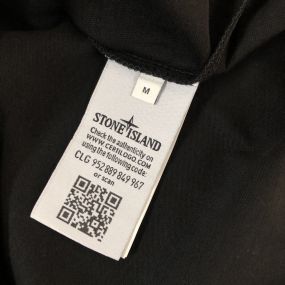 M
STONE ISLAND
Check the authenticity on
WWW.CERTILOGO.COM
using the following code:
CLG 952 889 849 967
or scan